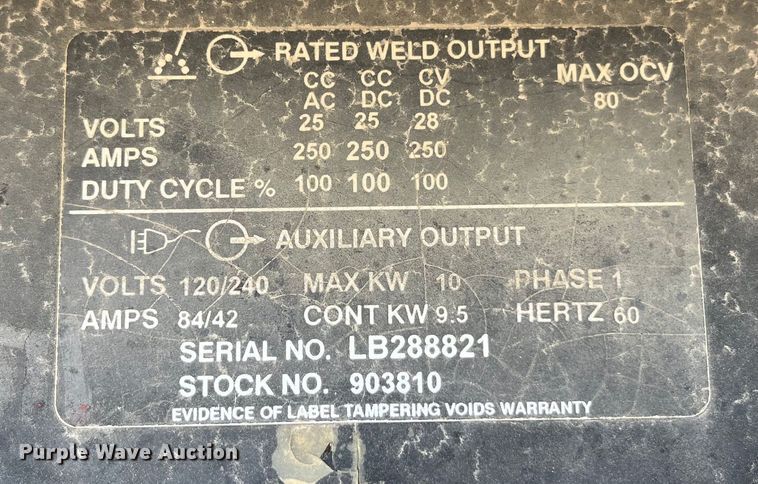 RATED WELD OUTPUT
CC CC CV MAX OCV
AC DC DC 80
VOLTS 25 25 28
AMPS 250 250 250
DUTY CYCLE % 100 100 100
AUXILIARY OUTPUT
VOLTS 120/240 MAX KW 10 PHASE 1
AMPS 84/42 CONT KW 9.5 HERTZ 60
SERIAL NO. LB288821
STOCK NO. 903810
EVIDENCE OF LABEL TAMPERING VOIDS WARRANTY
Purple Wave Auction